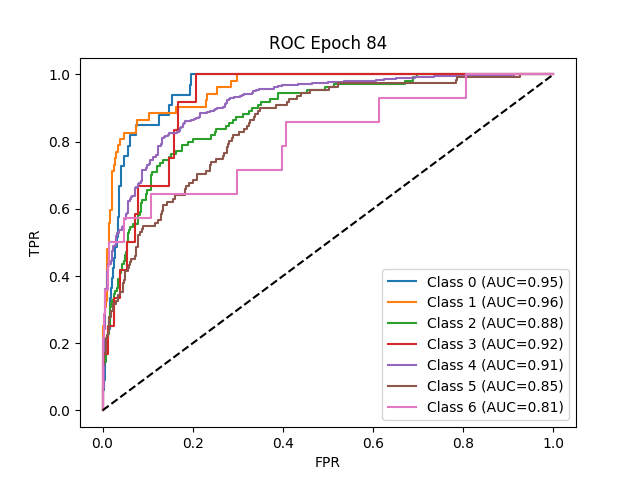 ROC Epoch 84
TPR
1.0
0.8
0.6
0.4
0.2
0.0
Class 0 (AUC=0.95)
Class 1 (AUC=0.96)
Class 2 (AUC=0.88)
Class 3 (AUC=0.92)
Class 4 (AUC=0.91)
Class 5 (AUC=0.85)
Class 6 (AUC=0.81)
0.0 0.2 0.4 0.6 0.8 1.0
FPR